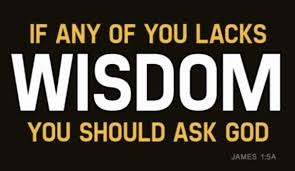 IF ANY OF YOU LACKS
WISDOM
YOU SHOULD ASK GOD
JAMES 1:5A